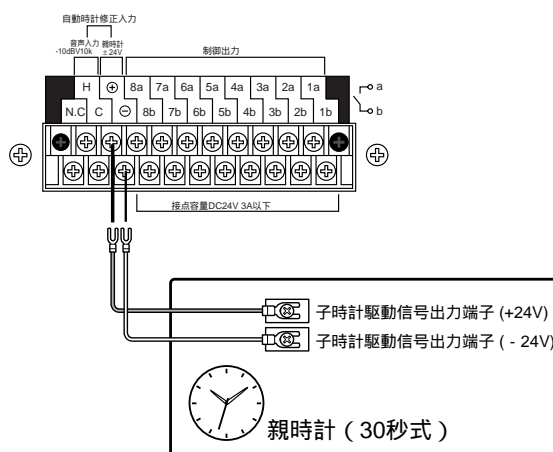 自動時計修正入力
音声入力 親時計
-10dBV10k ±24V
制御出力
H ⊕ 8a 7a 6a 5a 4a 3a 2a 1a
N.C C ⊖ 8b 7b 6b 5b 4b 3b 2b 1b
a
b
接点容量DC24V 3A以下
子時計駆動信号出力端子 (+24V)
子時計駆動信号出力端子 ( - 24V)
親時計 ( 30秒式 )